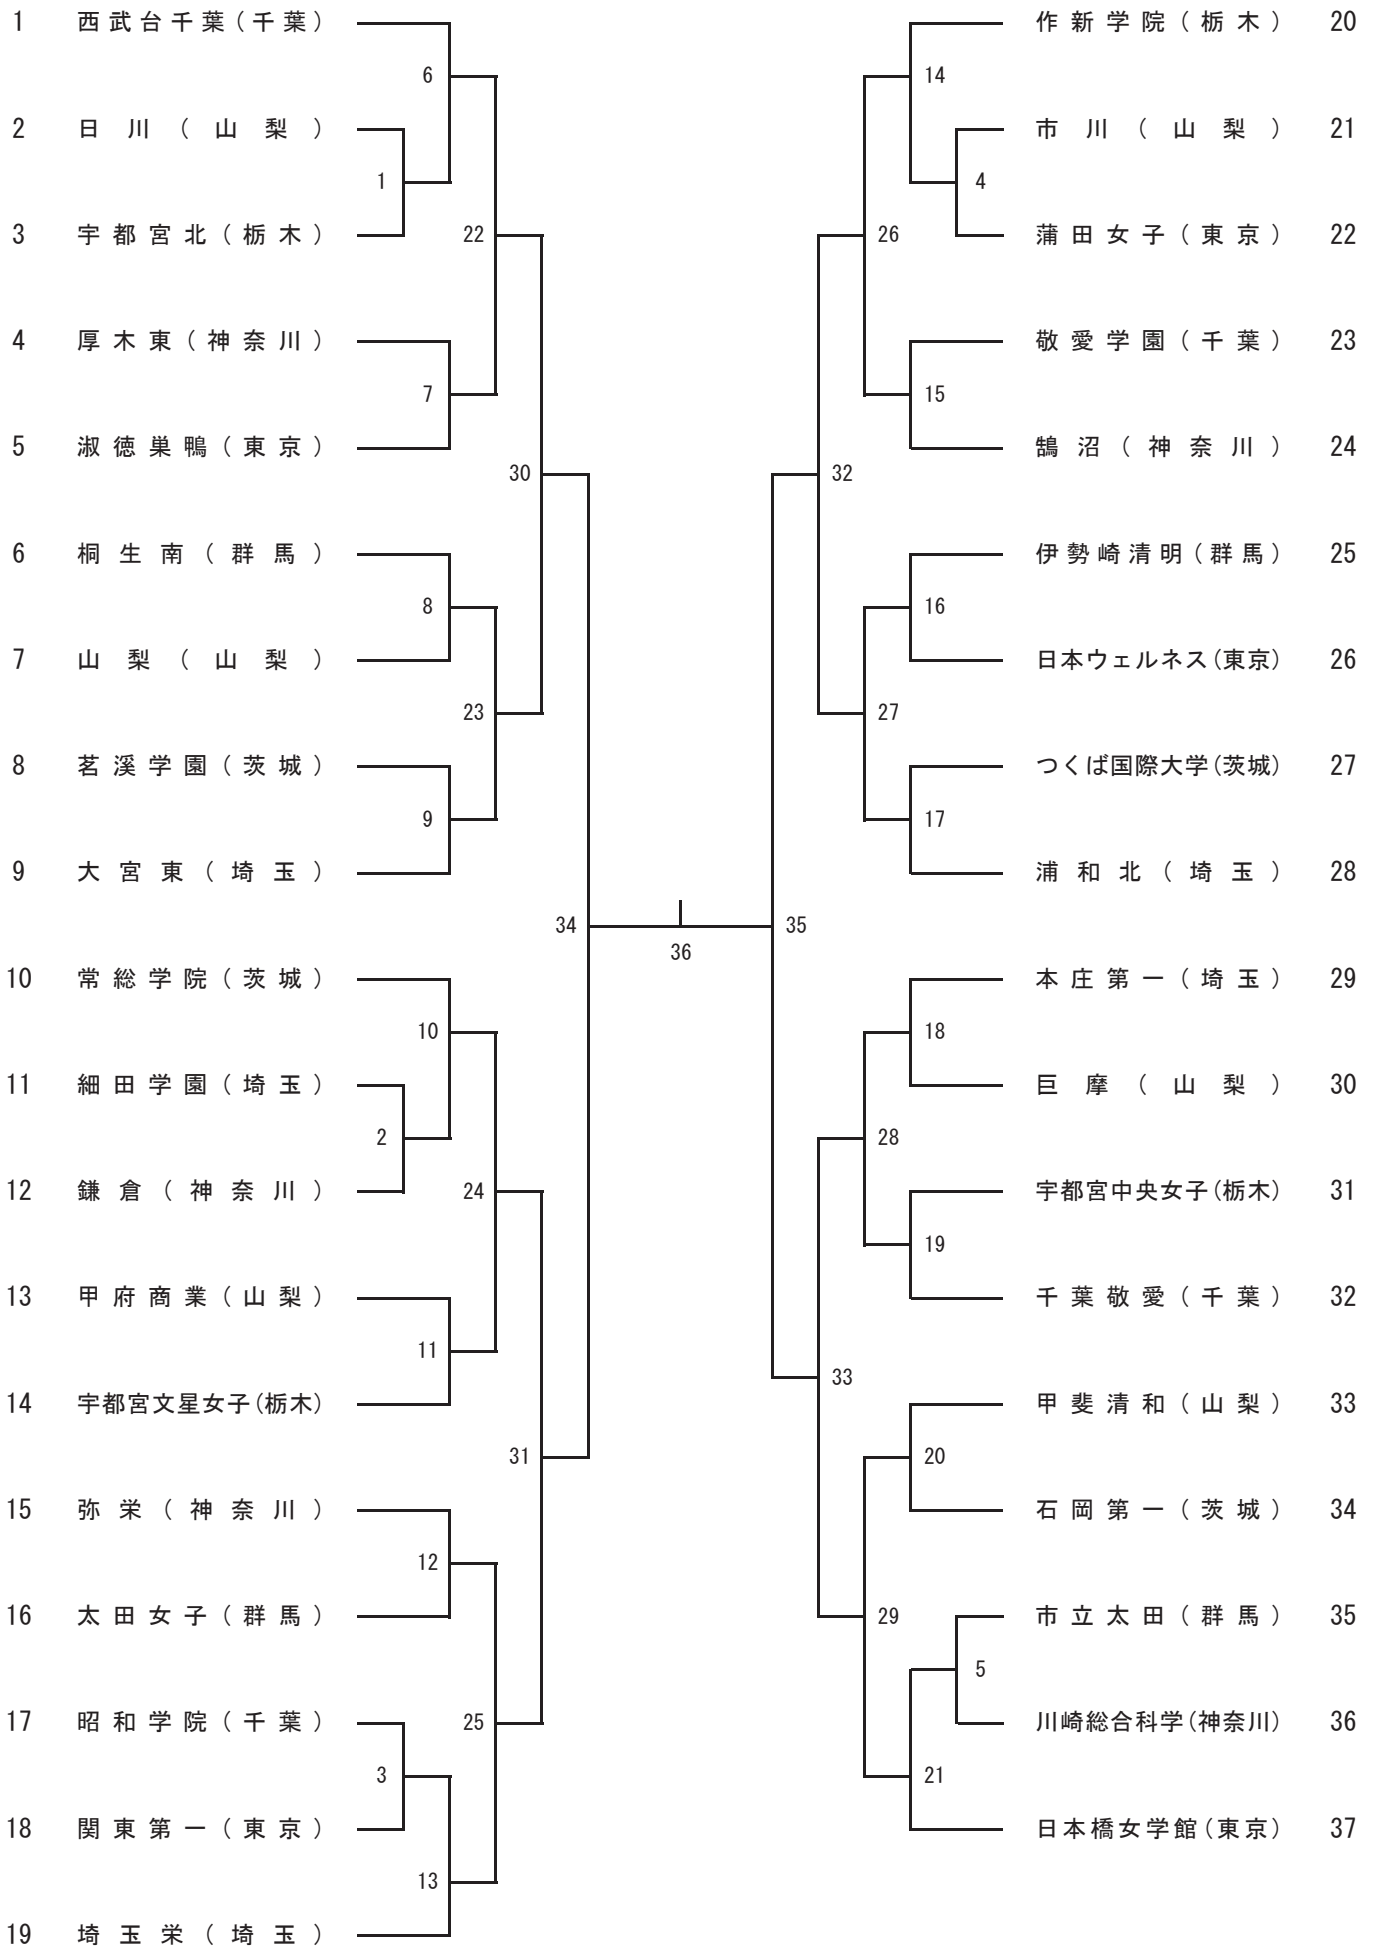 1 西武台千葉(千葉)
6
2 日川(山梨)
1
3 宇都宮北(栃木)
22
4 厚木東(神奈川)
7
5 淑徳巣鴨(東京)
30
6 桐生南(群馬)
8
7 山梨(山梨)
23
8 茗溪学園(茨城)
9
9 大宮東(埼玉)
34
10 常総学院(茨城)
10
11 細田学園(埼玉)
2
12 鎌倉(神奈川)
24
13 甲府商業(山梨)
11
14 宇都宮文星女子(栃木)
31
15 弥栄(神奈川)
12
16 太田女子(群馬)
17 昭和学院(千葉)
25
3
18 関東第一(東京)
13
19 埼玉栄(埼玉)
36
作新学院(栃木) 20
14
市川(山梨) 21
4
蒲田女子(東京) 22
26
敬愛学園(千葉) 23
15
鵠沼(神奈川) 24
32
伊勢崎清明(群馬) 25
16
日本ウェルネス(東京) 26
27
つくば国際大学(茨城) 27
17
浦和北(埼玉) 28
35
本庄第一(埼玉) 29
18
巨摩(山梨) 30
28
宇都宮中央女子(栃木) 31
19
千葉敬愛(千葉) 32
33
甲斐清和(山梨) 33
20
石岡第一(茨城) 34
29
市立太田(群馬) 35
5
川崎総合科学(神奈川) 36
21
日本橋女学館(東京) 37